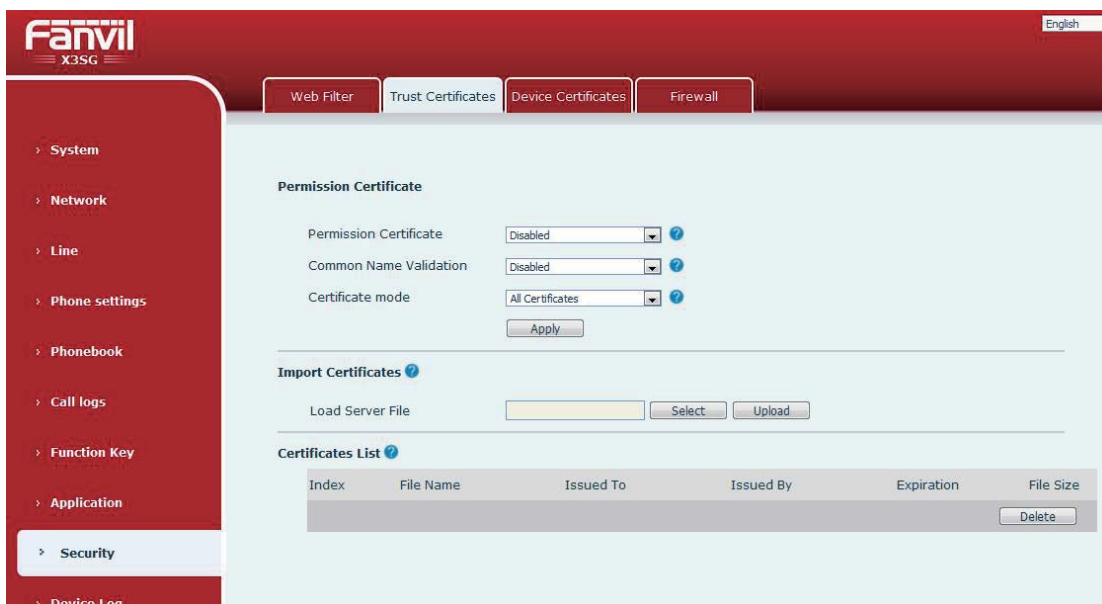 English
Fanvil
X3SG
Web Filter Trust Certificates Device Certificates Firewall
System
Network
Line
Phone settings
Phonebook
Call logs
Function Key
Application
Security
Device Log
Permission Certificate
Permission Certificate Disabled ?
Common Name Validation Disabled ?
Certificate mode All Certificates ?
Apply
Import Certificates ?
Load Server File Select Upload
Certificates List ?
Index File Name Issued To Issued By Expiration File Size
Delete